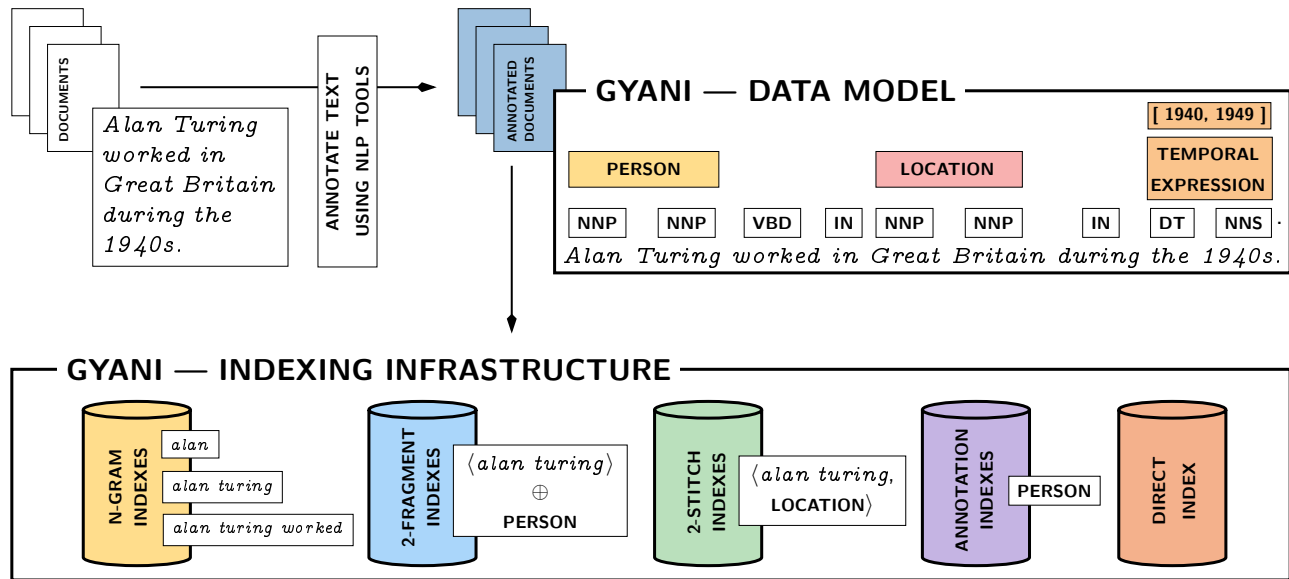 DOCUMENTS
Alan Turing
worked in
Great Britain
during the
1940s.
ANNOTATE TEXT
USING NLP TOOLS
ANNOTATED
DOCUMENTS
GYANI — DATA MODEL
[ 1940, 1949 ]
PERSON
LOCATION
TEMPORAL
EXPRESSION
NNP NNP VBD IN NNP NNP IN DT NNS .
Alan Turing worked in Great Britain during the 1940s.
GYANI — INDEXING INFRASTRUCTURE
N-GRAM
INDEXES
alan
alan turing
alan turing worked
2-FRAGMENT
INDEXES
⟨alan turing⟩
⊕
PERSON
2-STITCH
INDEXES
⟨alan turing,
LOCATION⟩
ANNOTATION
INDEXES
PERSON
DIRECT
INDEX